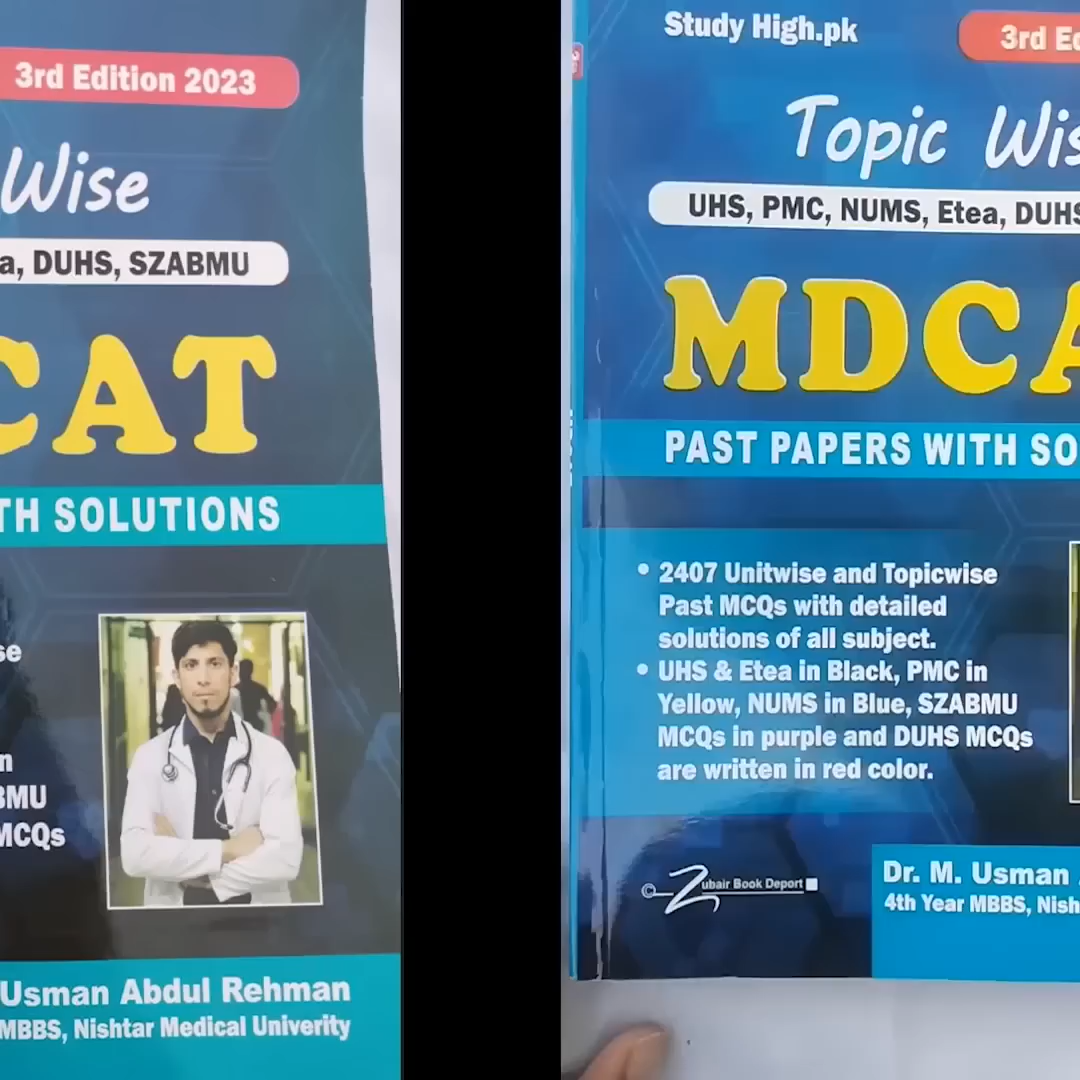 3rd Edition 2023
Wise
a, DUHS, SZABMU
CAT
TH SOLUTIONS
se
n
BMU
MCQs
Usman Abdul Rehman
MBBS, Nishtar Medical Univerity
Study High.pk
3rd Ed
Topic Wis
UHS, PMC, NUMS, Etea, DUHS
MDCA
PAST PAPERS WITH SO
• 2407 Unitwise and Topicwise
Past MCQs with detailed
solutions of all subject.
• UHS & Etea in Black, PMC in
Yellow, NUMS in Blue, SZABMU
MCQs in purple and DUHS MCQs
are written in red color.
© Zubair Book Deport
Dr. M. Usman
4th Year MBBS, Nish